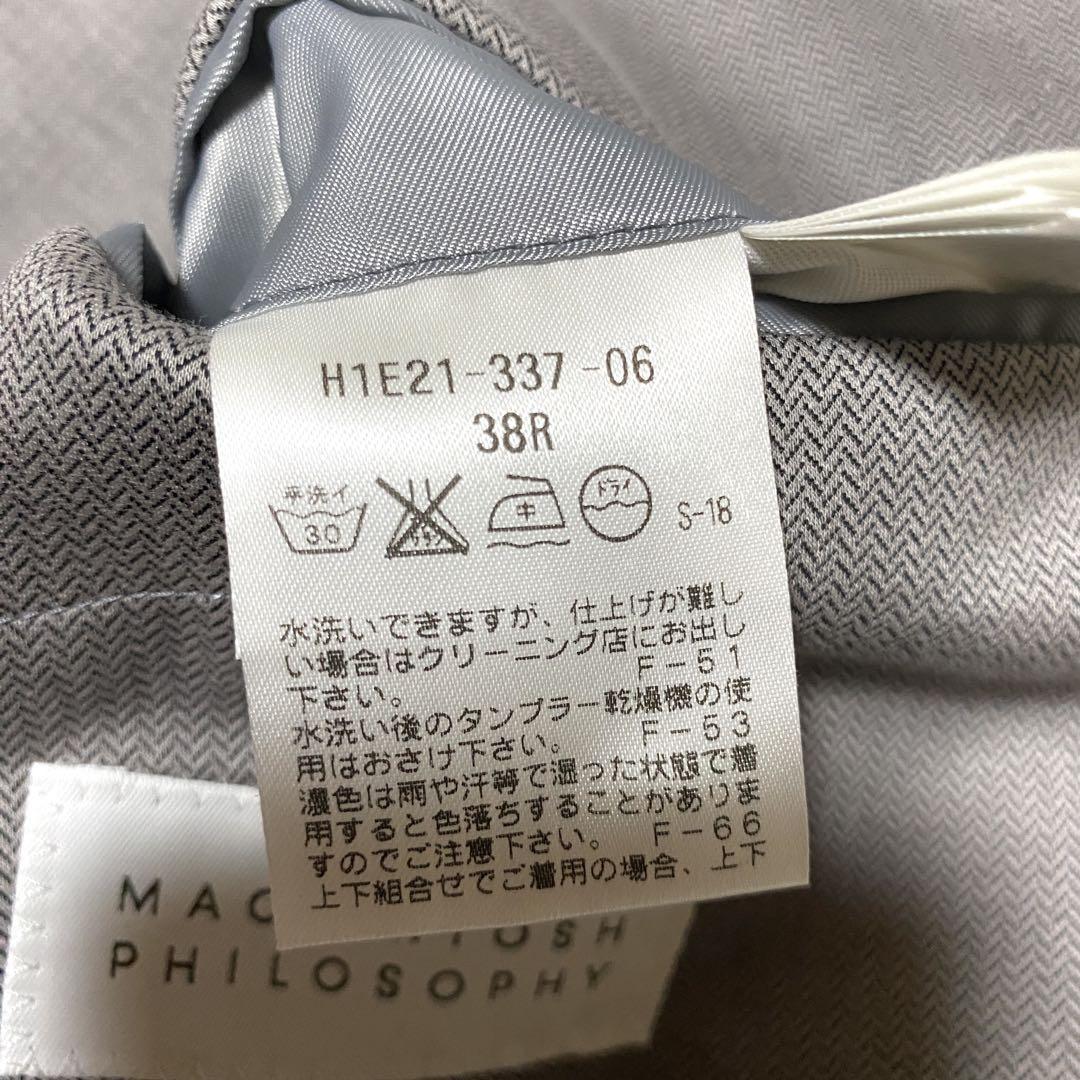 H1E21-337-06
38R
手洗イ
30
中
ドライ
S-18
水洗いできますが、仕上げが難し
い場合はクリーニング店にお出し
下さい。 F-51
水洗い後のタンブラー乾燥機の使
用はおさけ下さい。 F-53
濃色は雨や汗等で湿った状態で着
用すると色落ちすることがありま
すのでご注意下さい。 F-66
上下組合せでご着用の場合、上下
MAC TOSH
PHILOSOPHY